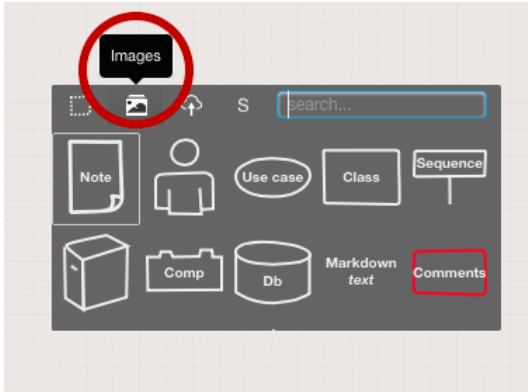 Images
S
search...
Note
Use case
Class
Sequence
Comp
Db
Markdown
text
Comments